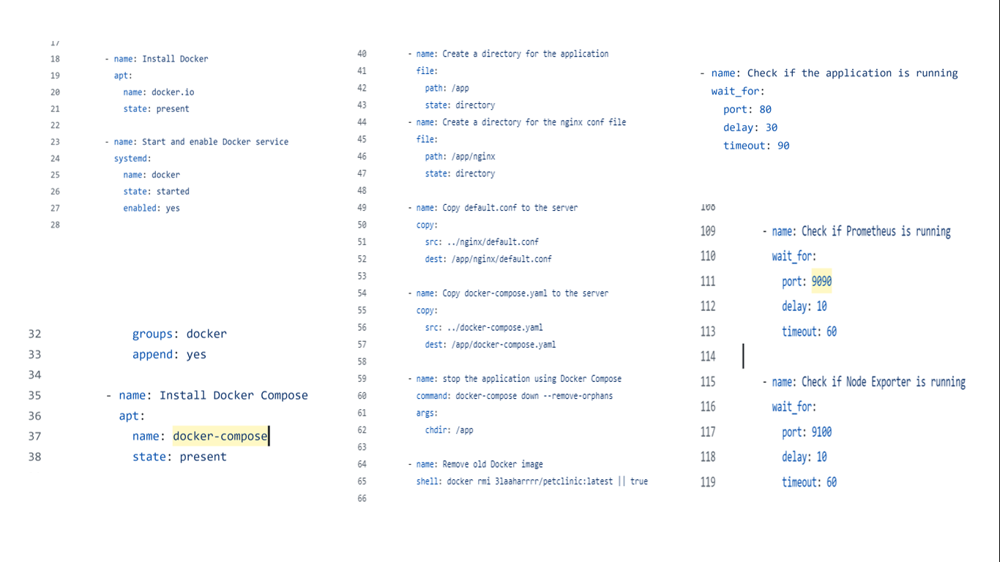 17
18 - name: Install Docker
19 apt:
20 name: docker.io
21 state: present
22
23 - name: Start and enable Docker service
24 systemd:
25 name: docker
26 state: started
27 enabled: yes
28
32 groups: docker
33 append: yes
34
35 - name: Install Docker Compose
36 apt:
37 name: docker-compose
38 state: present
40 - name: Create a directory for the application
41 file:
42 path: /app
43 state: directory
44 - name: Create a directory for the nginx conf file
45 file:
46 path: /app/nginx
47 state: directory
48
49 - name: Copy default.conf to the server
50 copy:
51 src: ../nginx/default.conf
52 dest: /app/nginx/default.conf
53
54 - name: Copy docker-compose.yaml to the server
55 copy:
56 src: ../docker-compose.yaml
57 dest: /app/docker-compose.yaml
58
59 - name: stop the application using Docker Compose
60 command: docker-compose down --remove-orphans
61 args:
62 chdir: /app
63
64 - name: Remove old Docker image
65 shell: docker rmi 3laaharrrr/petclinic:latest || true
66
- name: Check if the application is running
wait_for:
port: 80
delay: 30
timeout: 90
108
109 - name: Check if Prometheus is running
110 wait_for:
111 port: 9090
112 delay: 10
113 timeout: 60
114
115 - name: Check if Node Exporter is running
116 wait_for:
117 port: 9100
118 delay: 10
119 timeout: 60